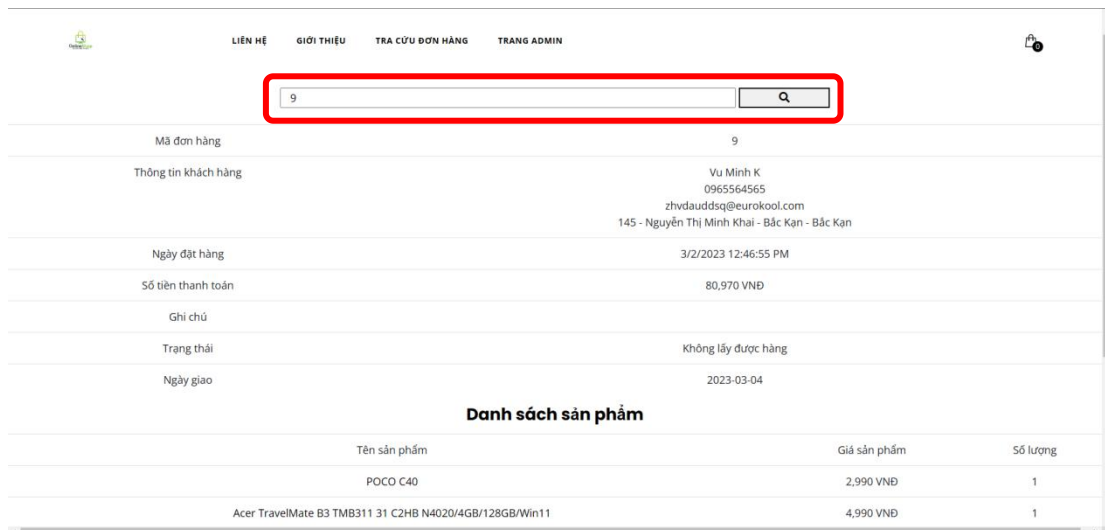 LIÊN HỆ GIỚI THIỆU TRA CỨU ĐƠN HÀNG TRANG ADMIN
0
9
Mã đơn hàng 9
Thông tin khách hàng Vu Minh K
0965564565
zhvdauddsq@eurokool.com
145 - Nguyễn Thị Minh Khai - Bắc Kạn - Bắc Kạn
Ngày đặt hàng 3/2/2023 12:46:55 PM
Số tiền thanh toán 80,970 VNĐ
Ghi chú
Trạng thái Không lấy được hàng
Ngày giao 2023-03-04
Danh sách sản phẩm
Tên sản phẩm Giá sản phẩm Số lượng
POCO C40 2,990 VNĐ 1
Acer TravelMate B3 TMB311 31 C2HB N4020/4GB/128GB/Win11 4,990 VNĐ 1